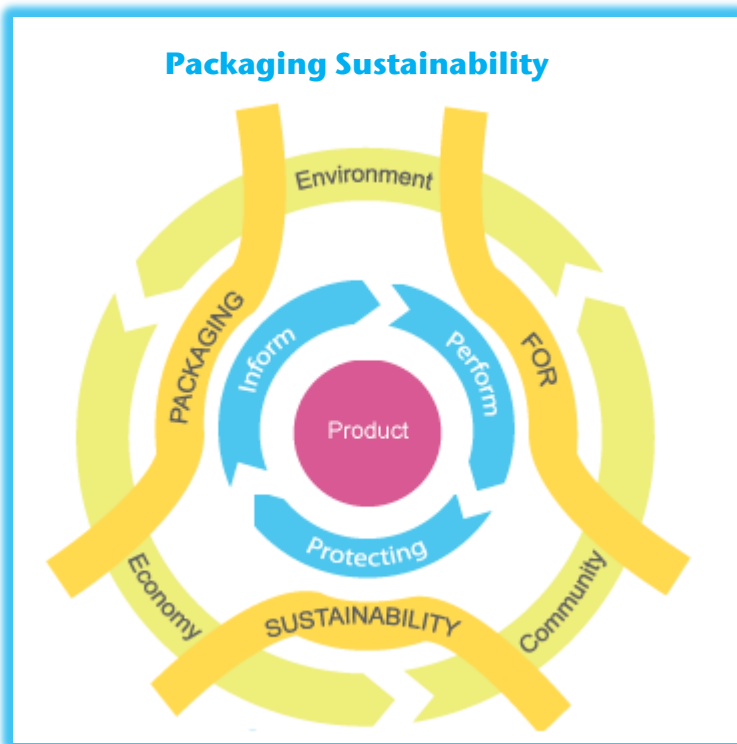 Packaging Sustainability
Environment
PACKAGING
FOR
SUSTAINABILITY
Inform
Perform
Protecting
Product
Economy
Community